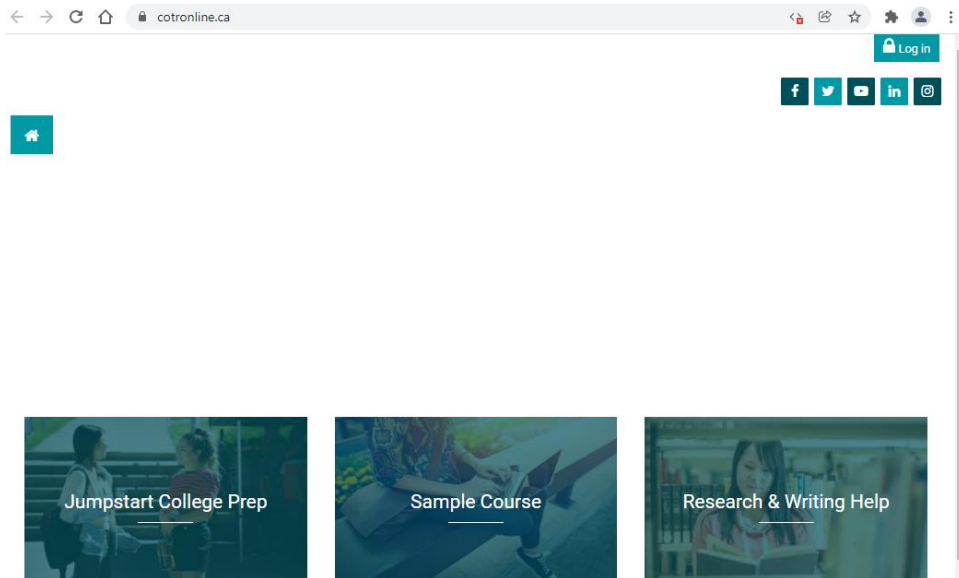 cotronline.ca
Log in
Jumpstart College Prep
Sample Course
Research & Writing Help